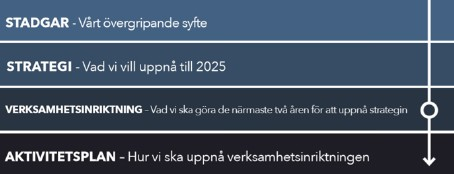 STADGAR - Vårt övergripande syfte
STRATEGI - Vad vi vill uppnå till 2025
VERKSAMHETSINRIKTNING – Vad vi ska göra de närmaste två åren för att uppnå strategin
AKTIVITETSPLAN – Hur vi ska uppnå verksamhetsinriktningen